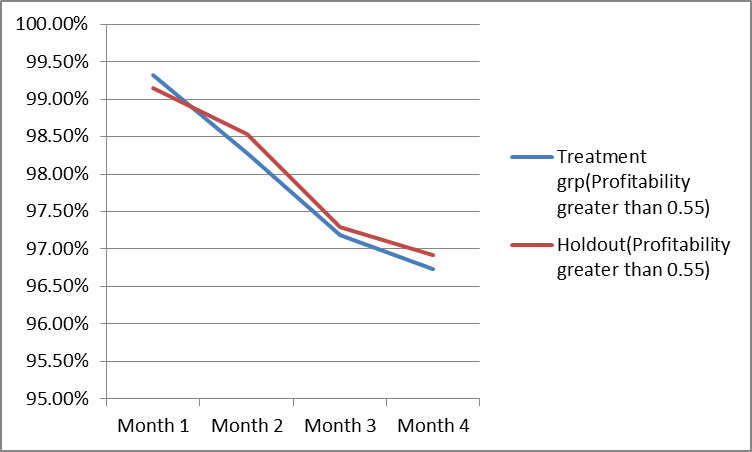 100.00%
99.50%
99.00%
98.50%
98.00%
97.50%
97.00%
96.50%
96.00%
95.50%
95.00%
Month 1 Month 2 Month 3 Month 4
Treatment
grp(Profitability
greater than 0.55)
Holdout(Profitability
greater than 0.55)